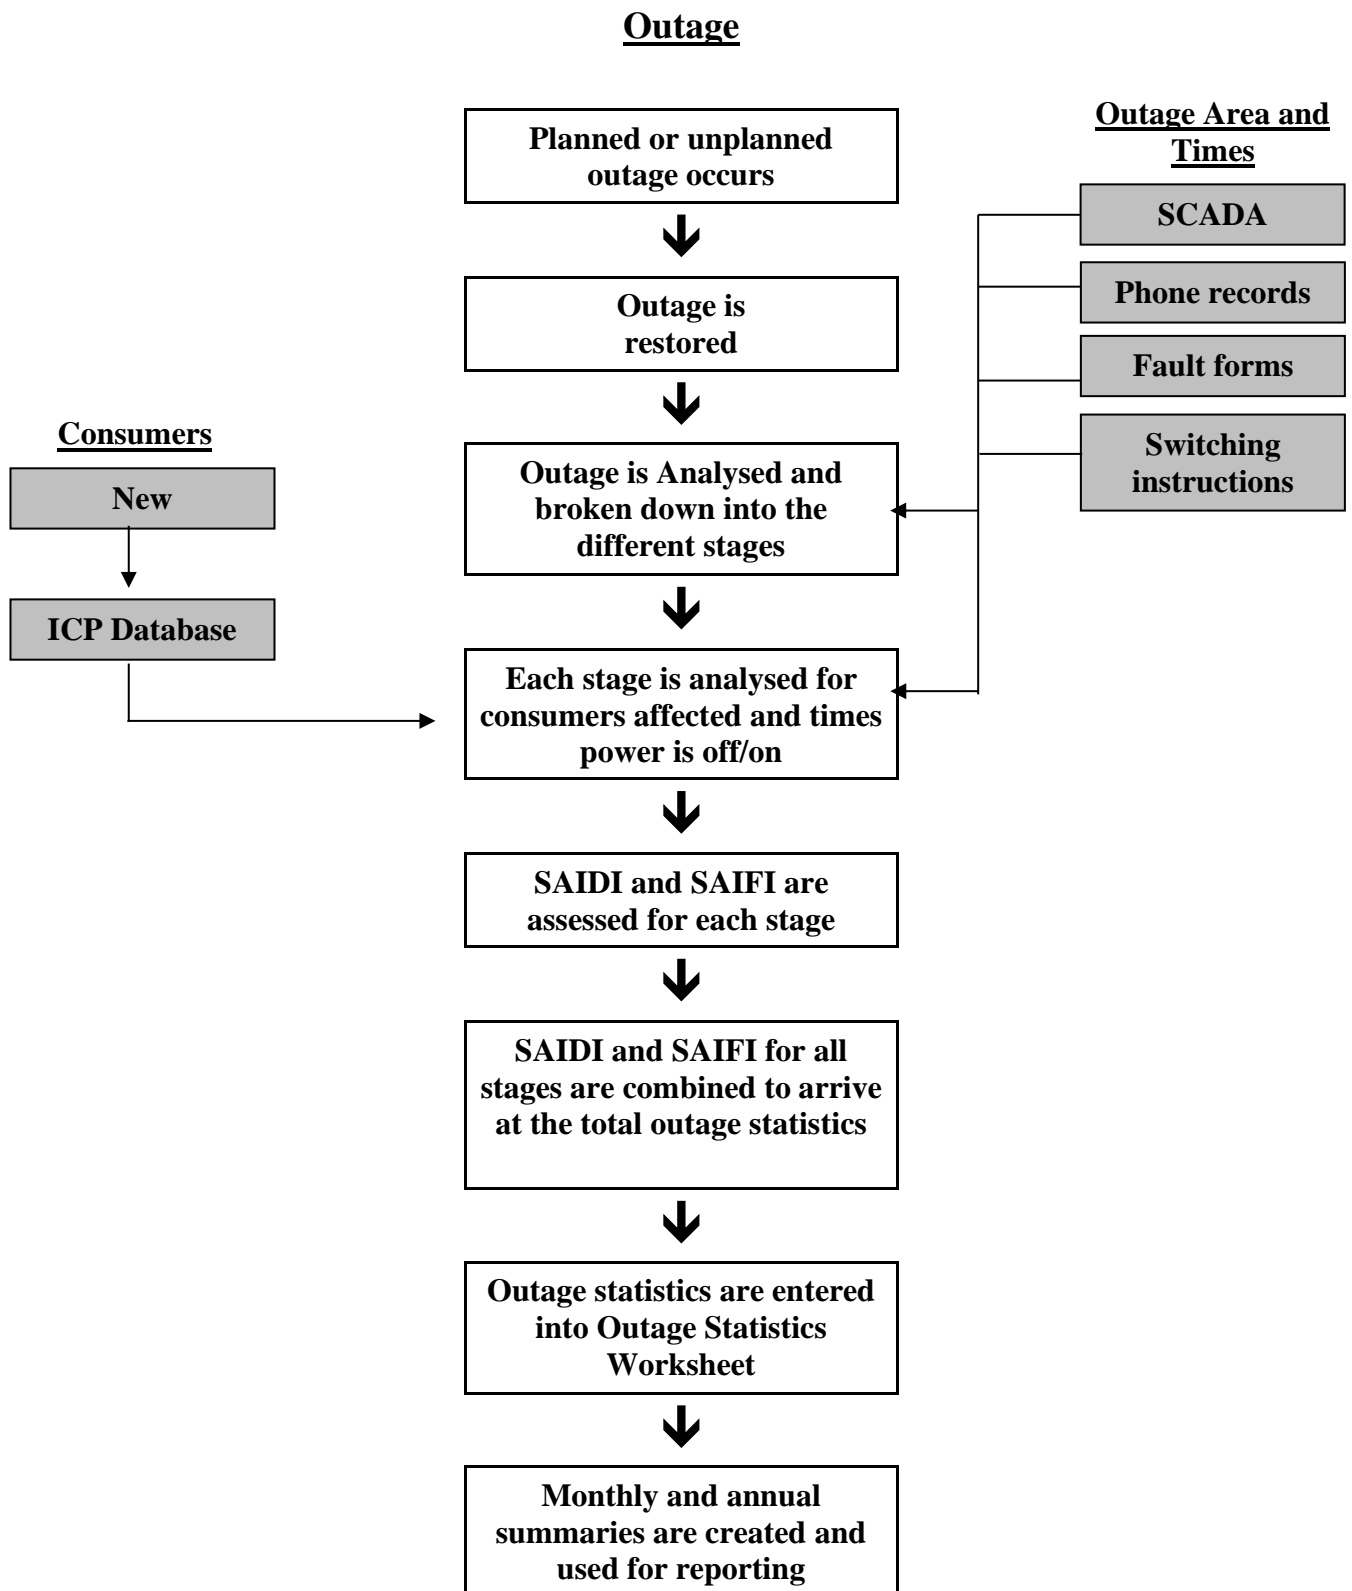 Outage
Planned or unplanned
outage occurs
Outage is
restored
Outage is Analysed and
broken down into the
different stages
Each stage is analysed for
consumers affected and times
power is off/on
SAIDI and SAIFI are
assessed for each stage
SAIDI and SAIFI for all
stages are combined to arrive
at the total outage statistics
Outage statistics are entered
into Outage Statistics
Worksheet
Monthly and annual
summaries are created and
used for reporting
Consumers
New
ICP Database
Outage Area and
Times
SCADA
Phone records
Fault forms
Switching
instructions